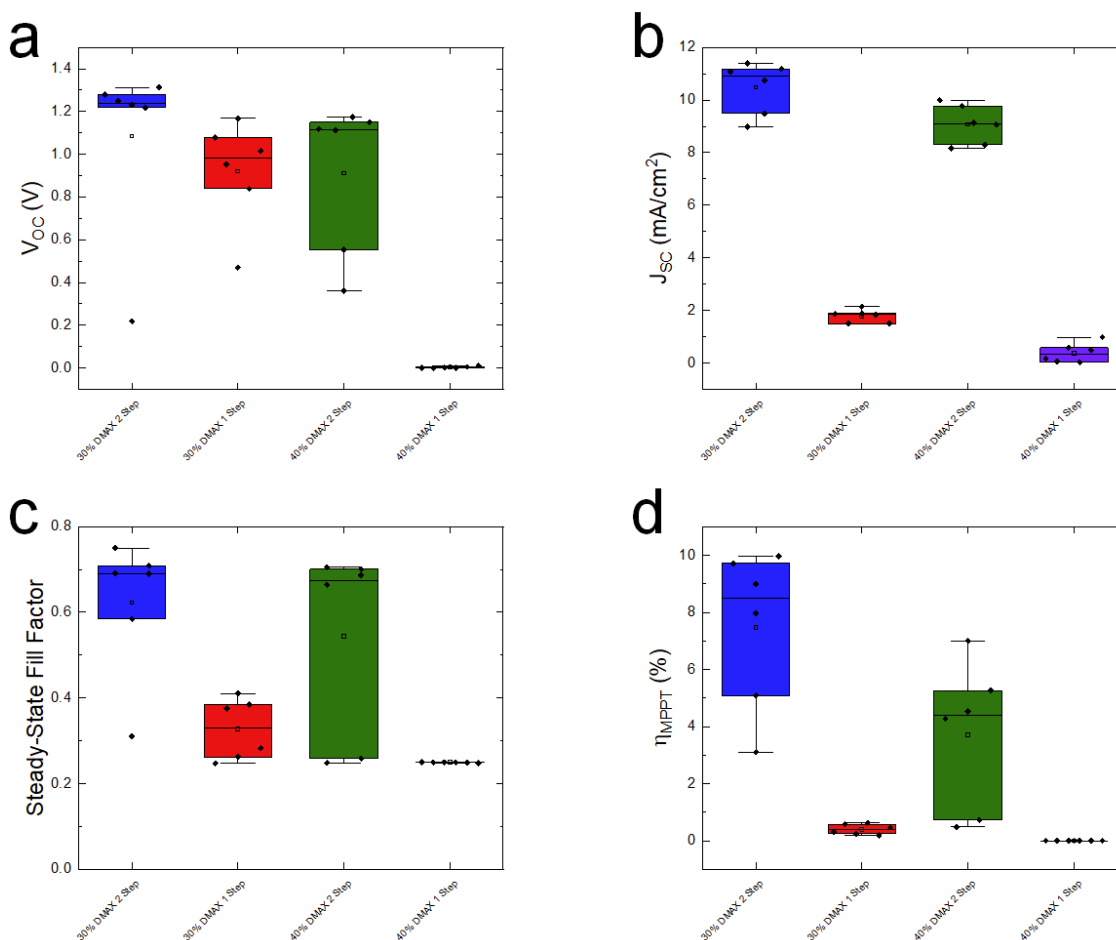 a
1.4
1.2
1.0
0.8
0.6
0.4
0.2
0.0
V_OC (V)
30% DMAX 2 Step
30% DMAX 1 Step
40% DMAX 2 Step
40% DMAX 1 Step
b
12
10
8
6
4
2
0
J_SC (mA/cm²)
30% DMAX 2 Step
30% DMAX 1 Step
40% DMAX 2 Step
40% DMAX 1 Step
c
0.8
0.6
0.4
0.2
0.0
Steady-State Fill Factor
30% DMAX 2 Step
30% DMAX 1 Step
40% DMAX 2 Step
40% DMAX 1 Step
d
10
8
6
4
2
0
η_MPPT (%)
30% DMAX 2 Step
30% DMAX 1 Step
40% DMAX 2 Step
40% DMAX 1 Step